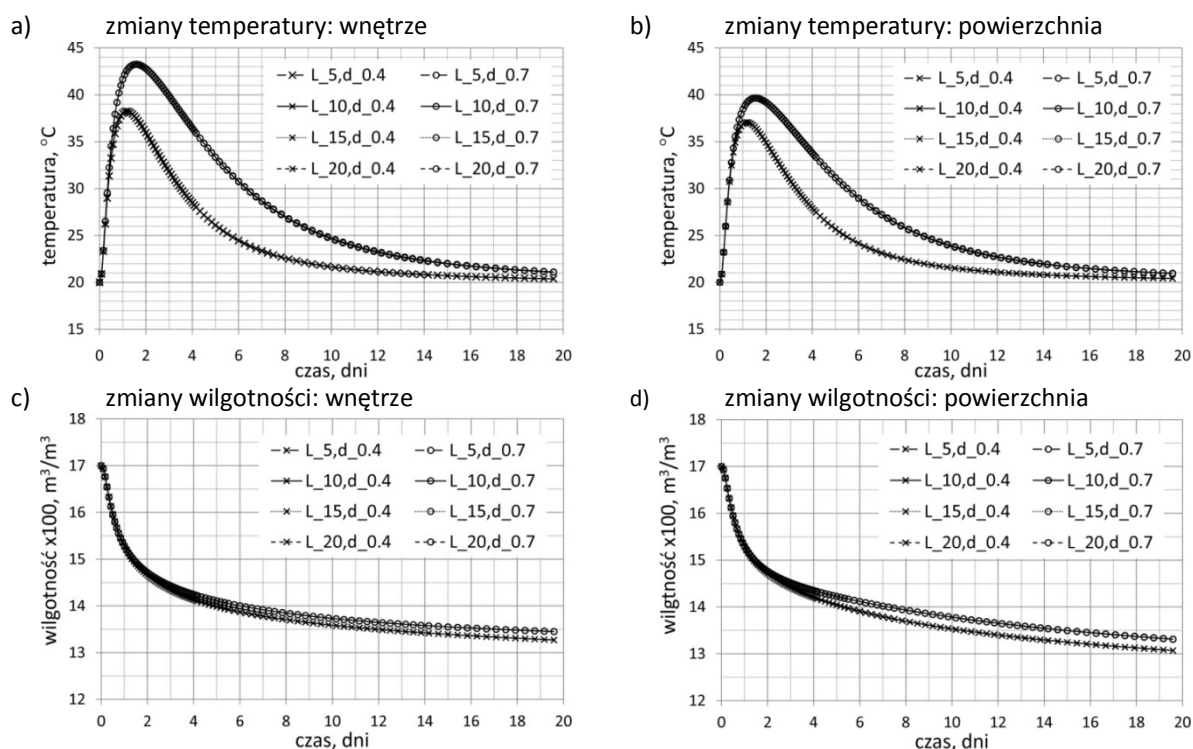 a) zmiany temperatury: wnętrze
45
40
35
30
25
20
15
temperatura, °C
L_5,d_0.4 L_5,d_0.7
L_10,d_0.4 L_10,d_0.7
L_15,d_0.4 L_15,d_0.7
L_20,d_0.4 L_20,d_0.7
0 2 4 6 8 10 12 14 16 18 20
czas, dni
b) zmiany temperatury: powierzchnia
45
40
35
30
25
20
15
temperatura, °C
L_5,d_0.4 L_5,d_0.7
L_10,d_0.4 L_10,d_0.7
L_15,d_0.4 L_15,d_0.7
L_20,d_0.4 L_20,d_0.7
0 2 4 6 8 10 12 14 16 18 20
czas, dni
c) zmiany wilgotności: wnętrze
18
17
16
15
14
13
12
wilgotność x100, m³/m³
L_5,d_0.4 L_5,d_0.7
L_10,d_0.4 L_10,d_0.7
L_15,d_0.4 L_15,d_0.7
L_20,d_0.4 L_20,d_0.7
0 2 4 6 8 10 12 14 16 18 20
czas, dni
d) zmiany wilgotności: powierzchnia
18
17
16
15
14
13
12
wilgtność x100, m³/m³
L_5,d_0.4 L_5,d_0.7
L_10,d_0.4 L_10,d_0.7
L_15,d_0.4 L_15,d_0.7
L_20,d_0.4 L_20,d_0.7
0 2 4 6 8 10 12 14 16 18 20
czas, dni